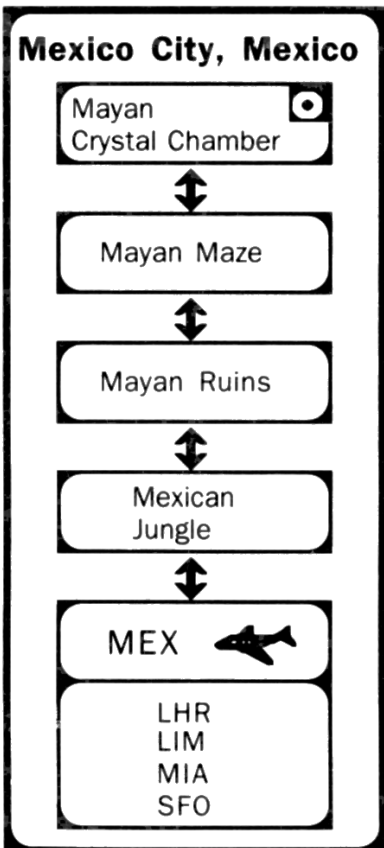 Mexico City, Mexico
Mayan
Crystal Chamber
Mayan Maze
Mayan Ruins
Mexican
Jungle
MEX
LHR
LIM
MIA
SFO